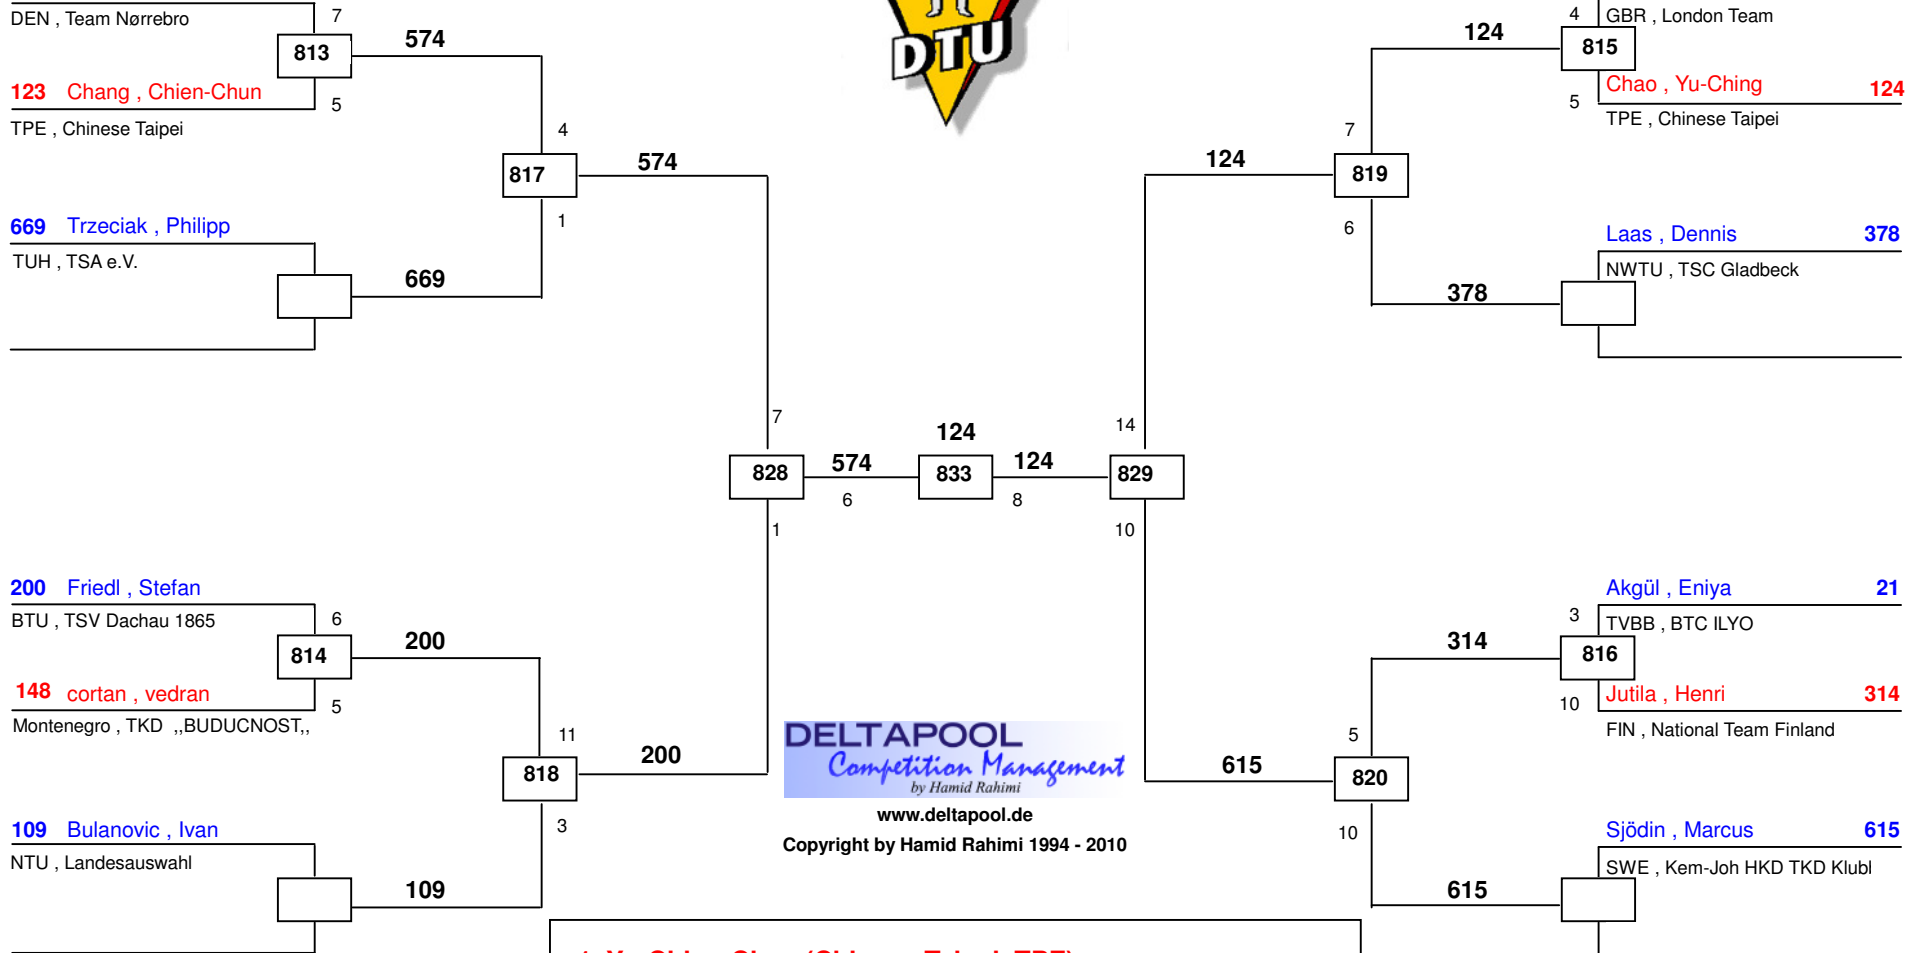 DEN , Team Nørrebro
7
813
574
123 Chang , Chien-Chun
5
TPE , Chinese Taipei
4
817
574
1
669 Trzeciak , Philipp
TUH , TSA e.V.
669
7
828
574
6
1
200 Friedl , Stefan
BTU , TSV Dachau 1865
6
814
200
148 cortan , vedran
5
Montenegro , TKD ,,BUDUCNOST,,
11
818
200
3
109 Bulanovic , Ivan
NTU , Landesauswahl
109
DTU
124
833
124
8
DELTAPOOL
Competition Management
by Hamid Rahimi
www.deltapool.de
Copyright by Hamid Rahimi 1994 - 2010
4
GBR , London Team
124
815
Chao , Yu-Ching 124
5
TPE , Chinese Taipei
7
124
819
6
Laas , Dennis 378
NWTU , TSC Gladbeck
378
14
829
10
Akgül , Eniya 21
3
TVBB , BTC ILYO
314
816
Jutila , Henri 314
10
FIN , National Team Finland
5
615
820
10
Sjödin , Marcus 615
SWE , Kem-Joh HKD TKD Klubl
615